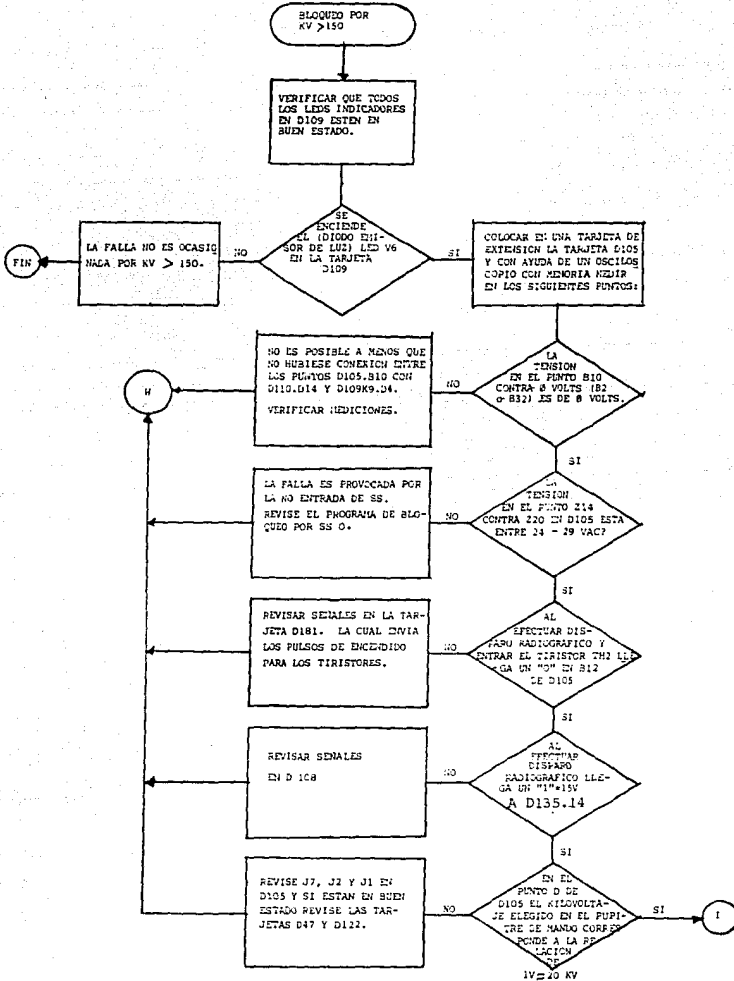 BLOQUEO POR
KV >150
VERIFICAR QUE TODOS
LOS LEDS INDICADORES
EN D109 ESTEN EN
BUEN ESTADO.
SE
ENCIENDE
EL (DIODO EMI-
SOR DE LUZ) LED V6
EN LA TARJETA
D109
NO
LA FALLA NO ES OCASIO
NADA POR KV > 150.
FIN
SI
COLOCAR EN UNA TARJETA DE
EXTENSION LA TARJETA D105
Y CON AYUDA DE UN OSCILOS
COPIO CON MEMORIA MEDIR
EN LOS SIGUIENTES PUNTOS:
LA
TENSION
EN EL PUNTO B10
CONTRA 0 VOLTS (B2
o B32) ES DE 0 VOLTS.
NO
NO ES POSIBLE A MENOS QUE
NO HUBIESE CONEXION ENTRE
LOS PUNTOS D105.B10 CON
D110.D14 Y D109K9.D4.
VERIFICAR MEDICIONES.
SI
LA
TENSION
EN EL PUNTO Z14
CONTRA Z20 EN D105 ESTA
ENTRE 24 - 29 VAC?
NO
LA FALLA ES PROVOCADA POR
LA NO ENTRADA DE SS.
REVISE EL PROGRAMA DE BLO-
QUEO POR SS 0.
SI
AL
EFECTUAR DIS-
PARO RADIOGRAFICO Y
ENTRAR EL TIRISTOR TH2 LLE
GA UN "0" EN B12
DE D105
NO
REVISAR SEÑALES EN LA TAR-
JETA D181. LA CUAL ENVIA
LOS PULSOS DE ENCENDIDO
PARA LOS TIRISTORES.
SI
AL
EFECTUAR
DISPARO
RADIOGRAFICO LLE-
GA UN "1"=15V
A D135.14
NO
REVISAR SEÑALES
EN D 108
SI
EN EL
PUNTO D DE
D105 EL KILOVOLTA-
JE ELEGIDO EN EL PUPI-
TRE DE MANDO CORRES
PONDE A LA RE
LACION
DE
1V=20 KV
NO
REVISE J7, J2 Y J1 EN
D105 Y SI ESTAN EN BUEN
ESTADO REVISE LAS TAR-
JETAS D47 Y D122.
SI